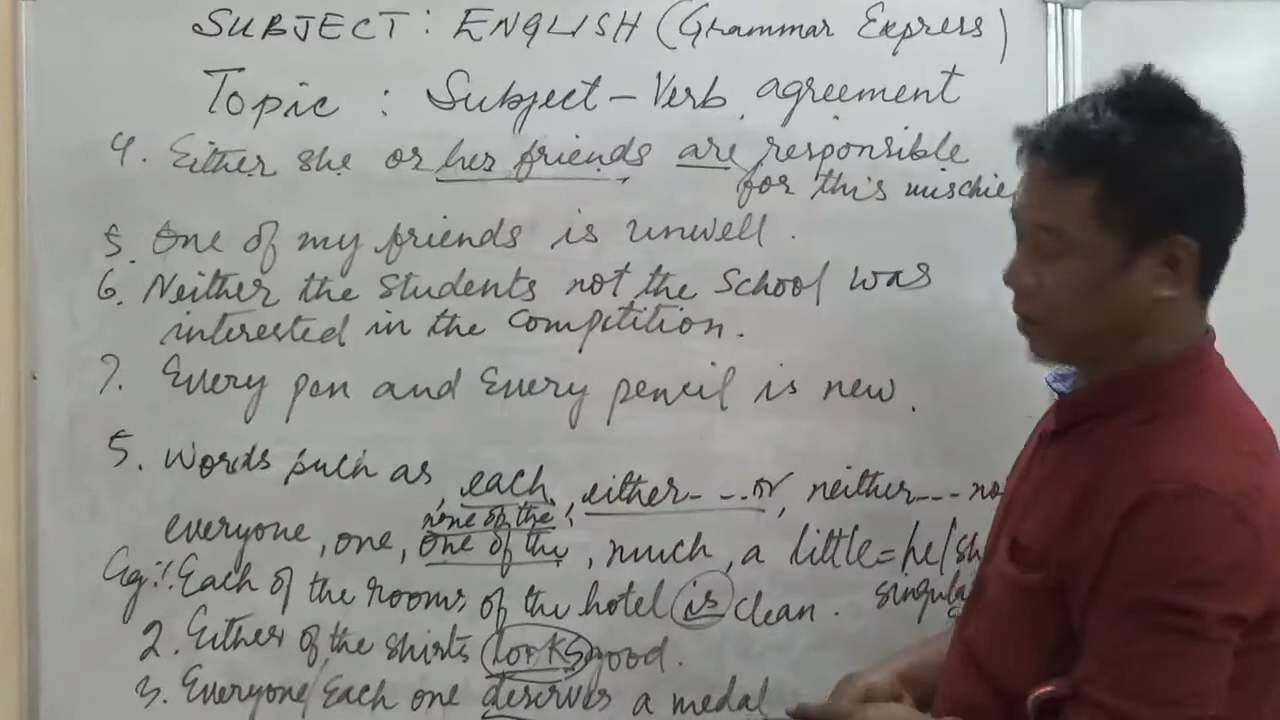 SUBJECT: ENGLISH (Grammar Express)
Topic : Subject-Verb agreement
4. Either she or her friends are responsible
for this mischie
5. One of my friends is unwell.
6. Neither the students not the School was
interested in the Compitition.
7. Every pen and Every pencil is new.
5. Words such as, each, either- - -or, neither--- no
none of the
everyone, one, one of the, much, a little = he/sh
Eg:1. Each of the rooms of the hotel is clean. singula
2. Either of the shirts looks good.
3. Everyone/Each one deserves a medal